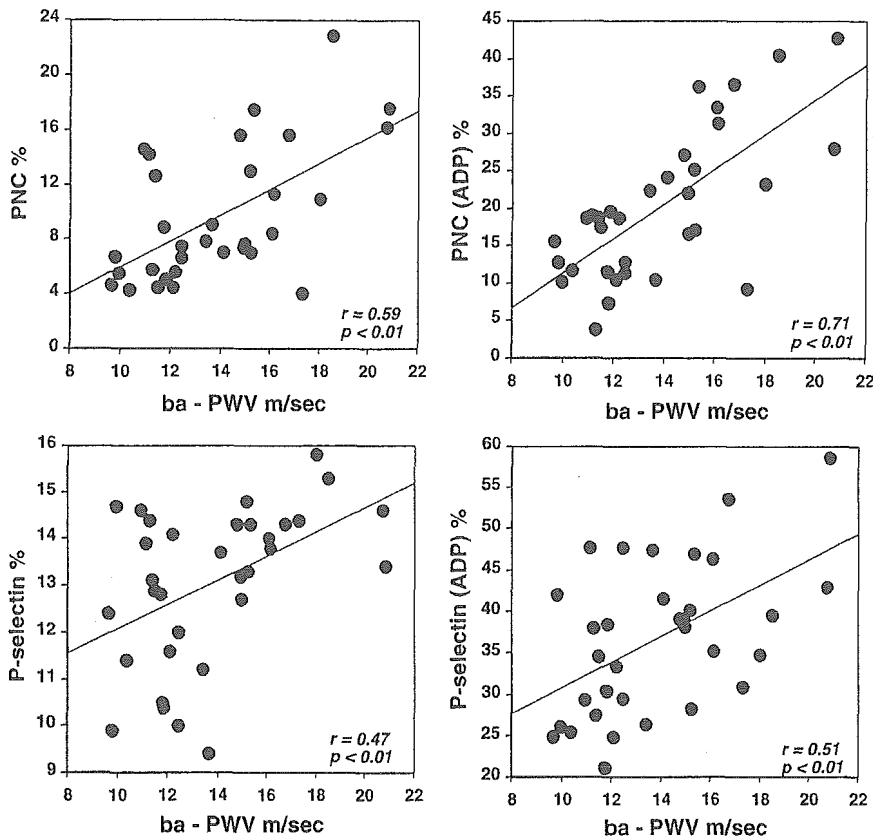 24
20
16
12
8
4
0
PNC %
8 10 12 14 16 18 20 22
ba - PWV m/sec
r = 0.59
p < 0.01
45
40
35
30
25
20
15
10
5
0
PNC (ADP) %
8 10 12 14 16 18 20 22
ba - PWV m/sec
r = 0.71
p < 0.01
16
15
14
13
12
11
10
9
P-selectin %
8 10 12 14 16 18 20 22
ba - PWV m/sec
r = 0.47
p < 0.01
60
55
50
45
40
35
30
25
20
P-selectin (ADP) %
8 10 12 14 16 18 20 22
ba - PWV m/sec
r = 0.51
p < 0.01